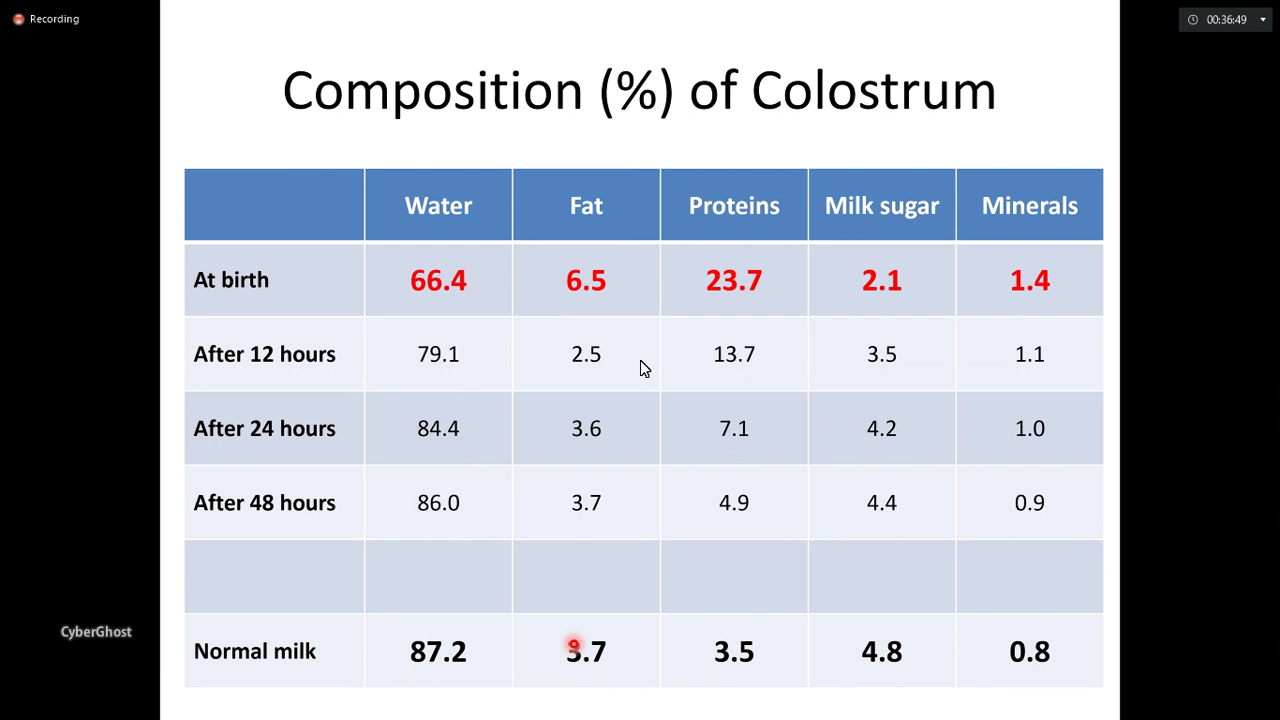 Recording
00:36:49
Composition (%) of Colostrum
Water Fat Proteins Milk sugar Minerals
At birth 66.4 6.5 23.7 2.1 1.4
After 12 hours 79.1 2.5 13.7 3.5 1.1
After 24 hours 84.4 3.6 7.1 4.2 1.0
After 48 hours 86.0 3.7 4.9 4.4 0.9
CyberGhost
Normal milk 87.2 3.7 3.5 4.8 0.8